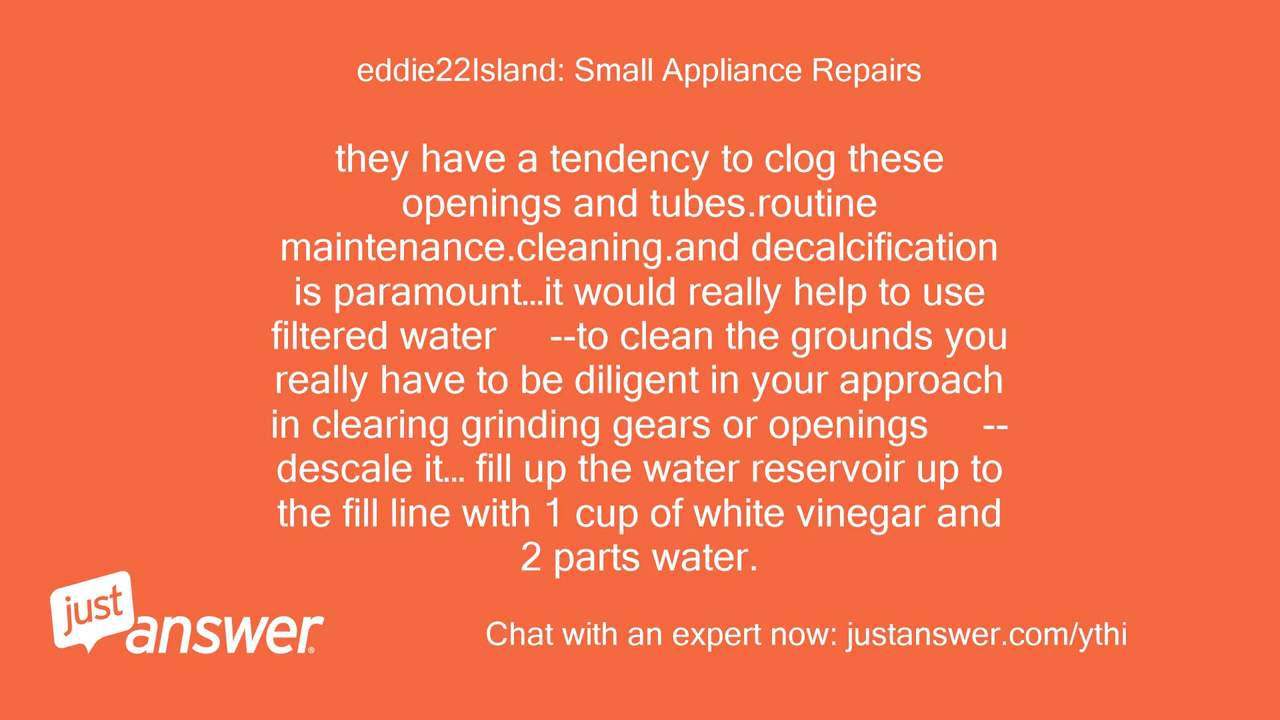 eddie22Island: Small Appliance Repairs
they have a tendency to clog these
openings and tubes.routine
maintenance.cleaning.and decalcification
is paramount...it would really help to use
filtered water --to clean the grounds you
really have to be diligent in your approach
in clearing grinding gears or openings --
descale it... fill up the water reservoir up to
the fill line with 1 cup of white vinegar and
2 parts water.
just
answer®
Chat with an expert now: justanswer.com/ythi